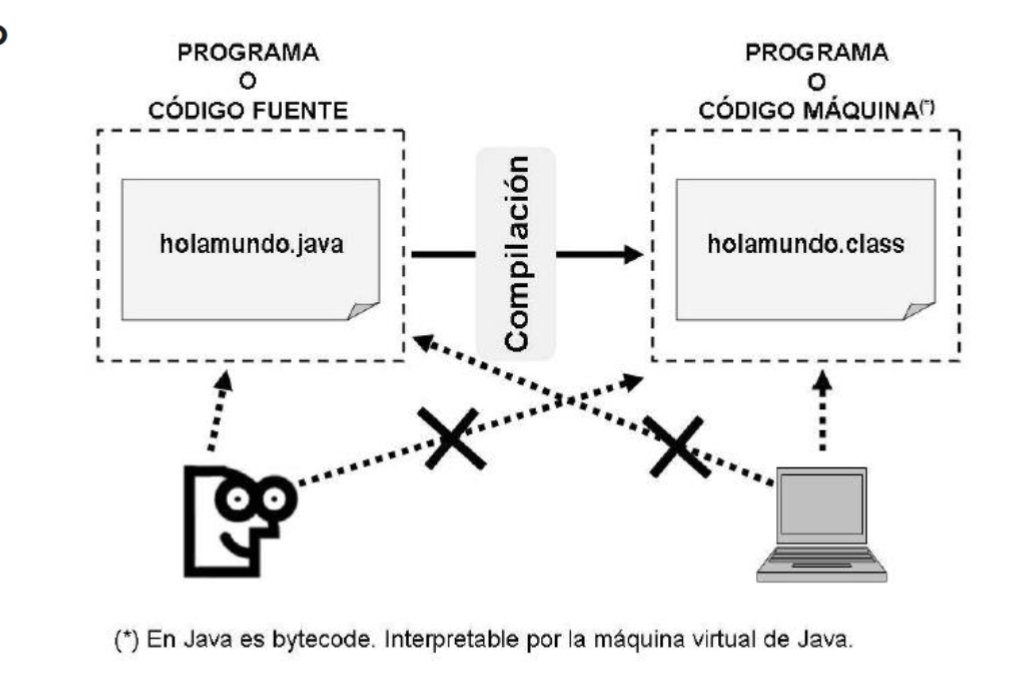 PROGRAMA
O
CÓDIGO FUENTE
PROGRAMA
O
CÓDIGO MÁQUINA(*)
holamundo.java
Compilación
holamundo.class
(*) En Java es bytecode. Interpretable por la máquina virtual de Java.